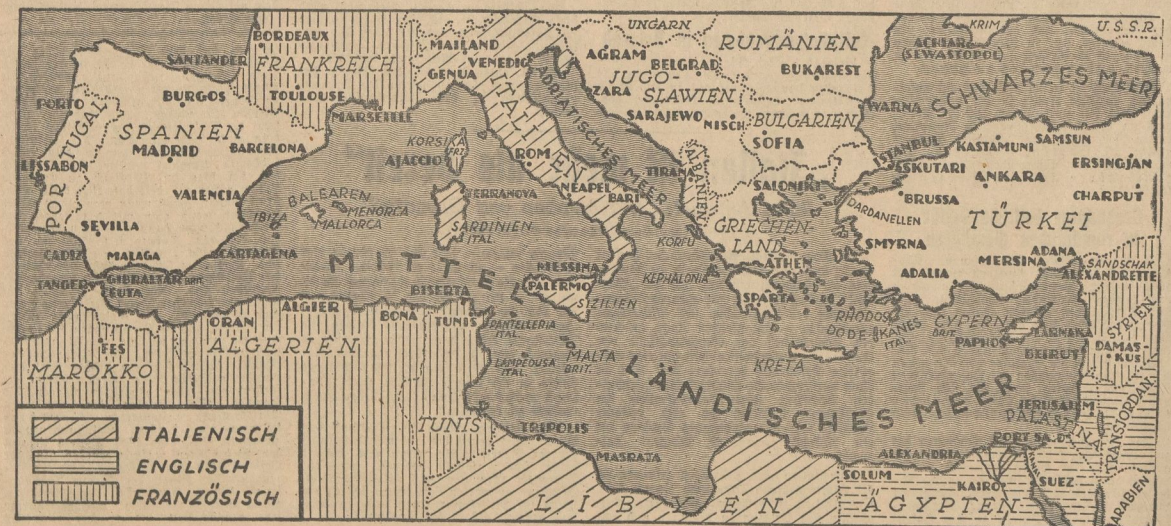 BORDEAUX
FRANKREICH
SANTANDER
BURGOS
TOULOUSE
MARSEILLE
PORTO
PORTUGAL
SPANIEN
MADRID
BARCELONA
LISSABON
VALENCIA
BALEAREN
MENORCA
IBIZA
MALLORCA
SEVILLA
CADIZ
MALAGA
CARTAGENA
TANGER
GIBRALTAR BRIT.
CEUTA
MAILAND
VENEDIG
GENUA
ITALIEN
ADRIATISCHES MEER
KORSIKA
FRZ.
AJACCIO
ROM
TERRANOVA
NEAPEL
BARI
SARDINIEN
ITAL.
MESSINA
PALERMO
SIZILIEN
UNGARN
AGRAM
BELGRAD
JUGO-
SLAWIEN
ZARA
SARAJEWO
NISCH
RUMÄNIEN
BUKAREST
BULGARIEN
SOFIA
TIRANA
ALBANIEN
SALONIKI
GRIECHEN-
LAND
KORFU
KEPHALONIA
ATHEN
SPARTA
KRETA
RHODOS
DODEKANES
ITAL.
KRIM
U.S.S.R.
ACHIAR
(SEWASTOPOL)
SCHWARZES MEER
WARNA
ISTANBUL
KASTAMUNI
SAMSUN
SKUTARI
ANKARA
ERSINGJAN
CHARPUT
BRUSSA
DARDANELLEN
TÜRKEI
SMYRNA
ADALIA
MERSINA
ADANA
SANDSCHAK
ALEXANDRETTE
CYPERN
BRIT.
PAPHOS
LARNAKA
SYRIEN
DAMAS-
KUS
BEIRUT
JERUSALEM
PALÄSTINA
TRANSJORDAN
PORT SAID
ALEXANDRIA
SOLUM
KAIRO
SUEZ
ÄGYPTEN
ARABIEN
MITTELLÄNDISCHES MEER
BISERTA
ORAN
ALGIER
BONA
TUNIS
ALGERIEN
FES
MAROKKO
PANTELLERIA
ITAL.
LAMPEDUSA
ITAL.
MALTA
BRIT.
TUNIS
TRIPOLIS
MASRATA
LIBYEN
ITALIENISCH
ENGLISCH
FRANZÖSISCH